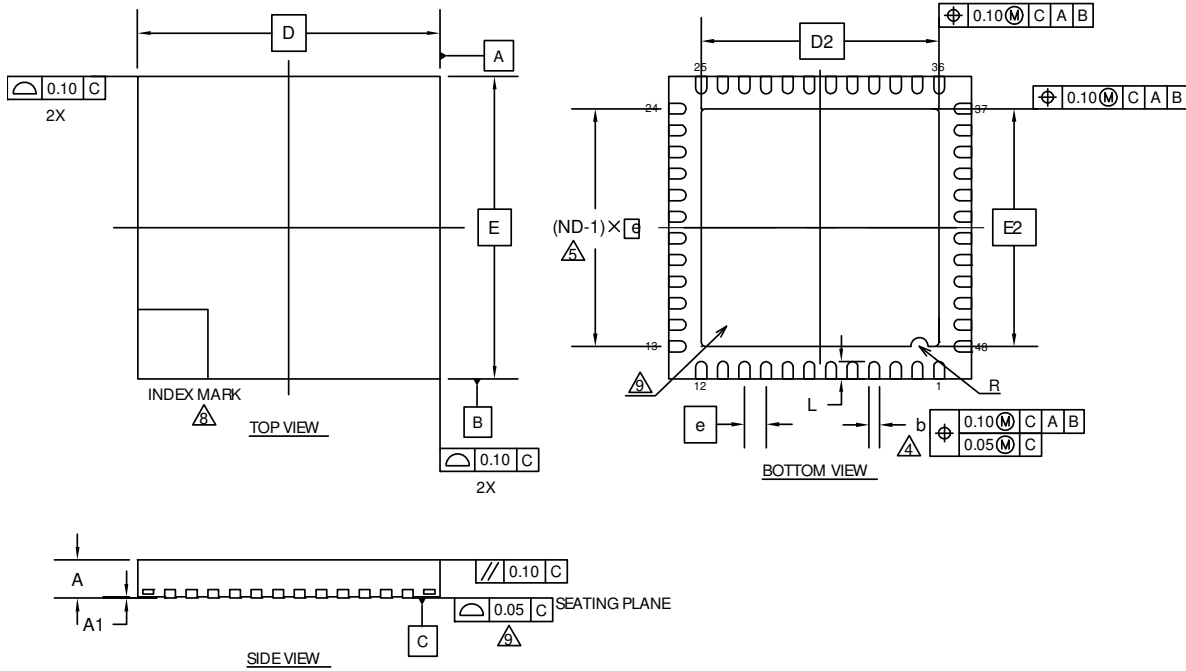 D
A
⌓ 0.10 C
2X
E
INDEX MARK
8
TOP VIEW
B
⌓ 0.10 C
2X
⌖ 0.10 Ⓜ C A B
D2
25
36
⌖ 0.10 Ⓜ C A B
24
37
(ND-1)×e
5
E2
13
48
9
12
1
R
L
e
b
4
⌖ 0.10 Ⓜ C A B
0.05 Ⓜ C
BOTTOM VIEW
A
// 0.10 C
A1
⌓ 0.05 C
SEATING PLANE
9
C
SIDE VIEW